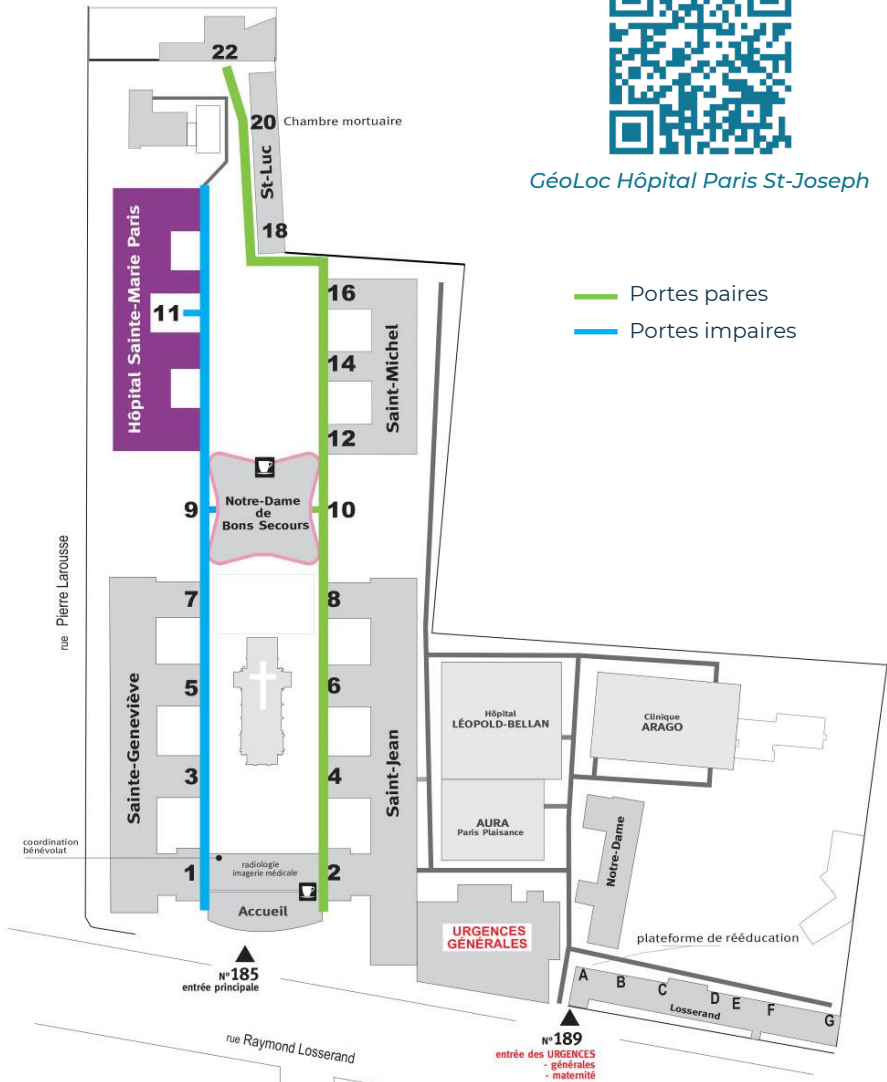 22
20 Chambre mortuaire
St-Luc
18
GéoLoc Hôpital Paris St-Joseph
Portes paires
Portes impaires
Hôpital Sainte-Marie Paris
11
16
14
12
Saint-Michel
9
Notre-Dame
de
Bons Secours
10
rue Pierre Larousse
7
8
5
6
3
4
Sainte-Geneviève
Saint-Jean
Hôpital
LÉOPOLD-BELLAN
Clinique
ARAGO
AURA
Paris Plaisance
Notre-Dame
coordination
bénévolat
1
radiologie
imagerie médicale
2
Accueil
URGENCES
GÉNÉRALES
plateforme de rééducation
A B C D E F G
Losserand
N°185
entrée principale
N°189
entrée des URGENCES
- générales
- maternité
rue Raymond Losserand